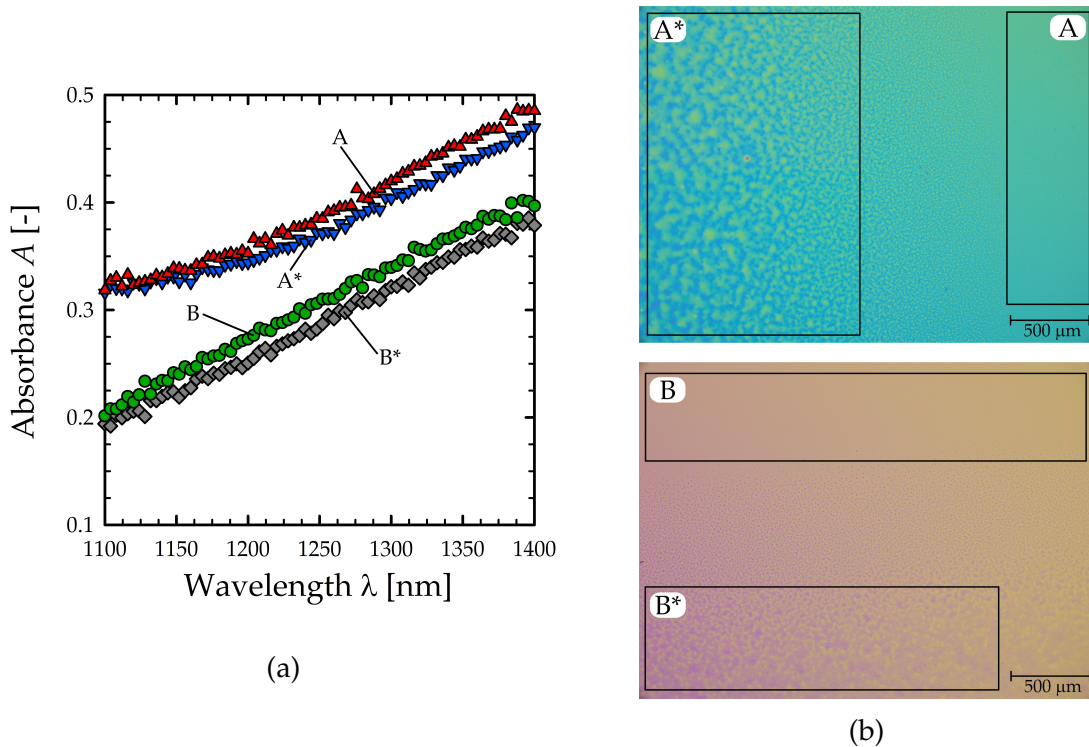 Absorbance A [-]
0.5
0.4
0.3
0.2
0.1
A
A*
B
B*
1100 1150 1200 1250 1300 1350 1400
Wavelength λ [nm]
(a)
A* A
500 μm
B
B*
500 μm
(b)